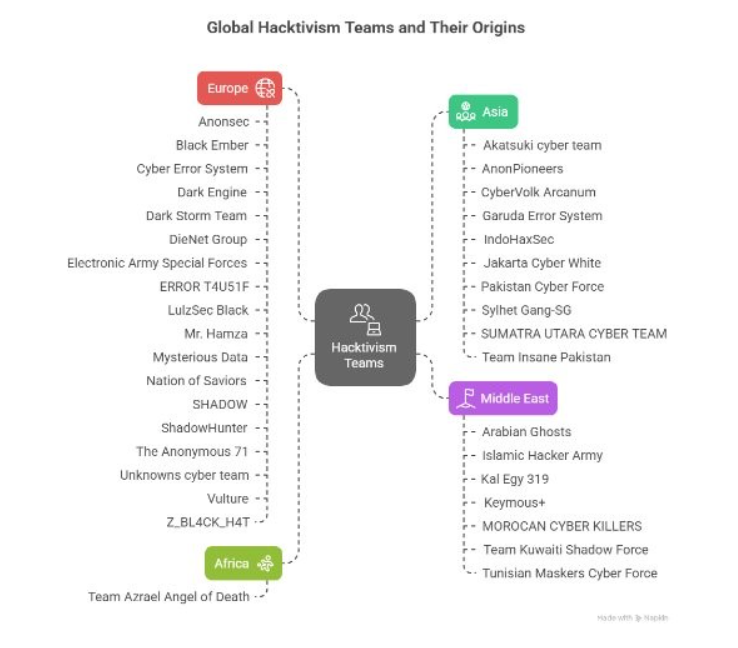 Global Hacktivism Teams and Their Origins
Europe
Anonsec
Black Ember
Cyber Error System
Dark Engine
Dark Storm Team
DieNet Group
Electronic Army Special Forces
ERROR T4U51F
LulzSec Black
Mr. Hamza
Mysterious Data
Nation of Saviors
SHADOW
ShadowHunter
The Anonymous 71
Unknowns cyber team
Vulture
Z_BL4CK_H4T
Africa
Team Azrael Angel of Death
Hacktivism
Teams
Asia
Akatsuki cyber team
AnonPioneers
CyberVolk Arcanum
Garuda Error System
IndoHaxSec
Jakarta Cyber White
Pakistan Cyber Force
Sylhet Gang-SG
SUMATRA UTARA CYBER TEAM
Team Insane Pakistan
Middle East
Arabian Ghosts
Islamic Hacker Army
Kal Egy 319
Keymous+
MOROCAN CYBER KILLERS
Team Kuwaiti Shadow Force
Tunisian Maskers Cyber Force
made with Napkin